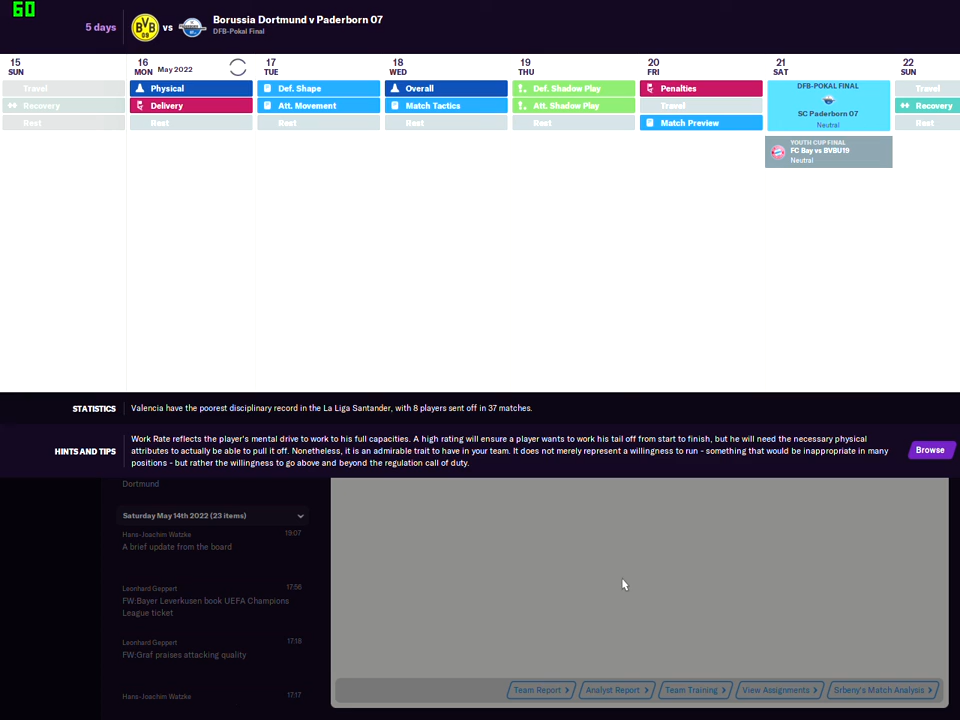 60
5 days
BVB 09
vs
Borussia Dortmund v Paderborn 07
DFB-Pokal Final
15
SUN
16
MON May 2022
17
TUE
18
WED
19
THU
20
FRI
21
SAT
22
SUN
Travel
Recovery
Rest
Physical
Delivery
Rest
Def. Shape
Att. Movement
Rest
Overall
Match Tactics
Rest
Def. Shadow Play
Att. Shadow Play
Rest
Penalties
Travel
Match Preview
DFB-POKAL FINAL
SC Paderborn 07
Neutral
YOUTH CUP FINAL
FC Bay vs BVBU19
Neutral
Travel
Recovery
Rest
STATISTICS
Valencia have the poorest disciplinary record in the La Liga Santander, with 8 players sent off in 37 matches.
HINTS AND TIPS
Work Rate reflects the player's mental drive to work to his full capacities. A high rating will ensure a player wants to work his tail off from start to finish, but he will need the necessary physical
attributes to actually be able to pull it off. Nonetheless, it is an admirable trait to have in your team. It does not merely represent a willingness to run - something that would be inappropriate in many
positions - but rather the willingness to go above and beyond the regulation call of duty.
Browse
Dortmund
Saturday May 14th 2022 (23 items)
Hans-Joachim Watzke 19:07
A brief update from the board
Leonhard Geppert 17:56
FW:Bayer Leverkusen book UEFA Champions
League ticket
Leonhard Geppert 17:18
FW:Graf praises attacking quality
Hans-Joachim Watzke 17:17
Team Report
Analyst Report
Team Training
View Assignments
Srbeny's Match Analysis